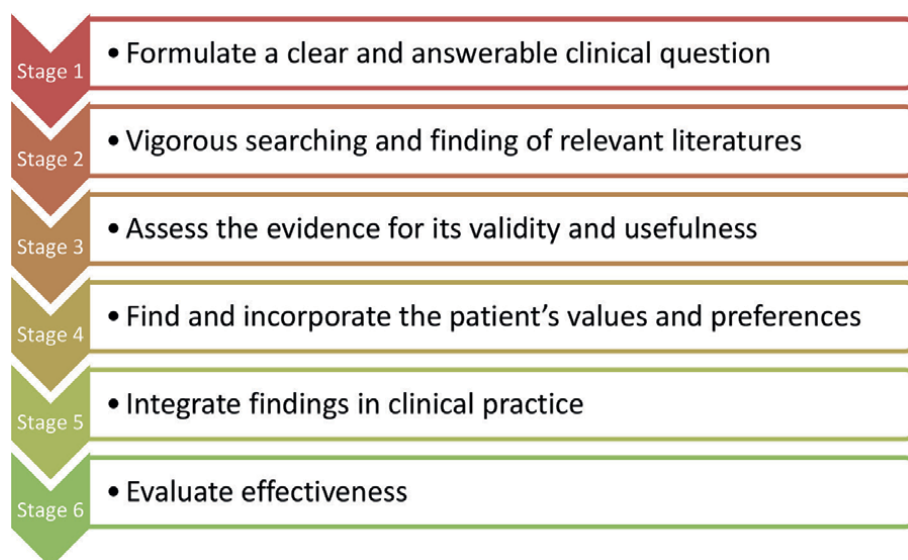 Stage 1
• Formulate a clear and answerable clinical question
Stage 2
• Vigorous searching and finding of relevant literatures
Stage 3
• Assess the evidence for its validity and usefulness
Stage 4
• Find and incorporate the patient’s values and preferences
Stage 5
• Integrate findings in clinical practice
Stage 6
• Evaluate effectiveness